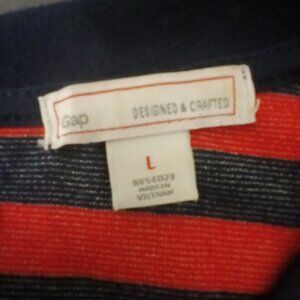 Gap DESIGNED & CRAFTED
L
MADE IN
VIETNAM